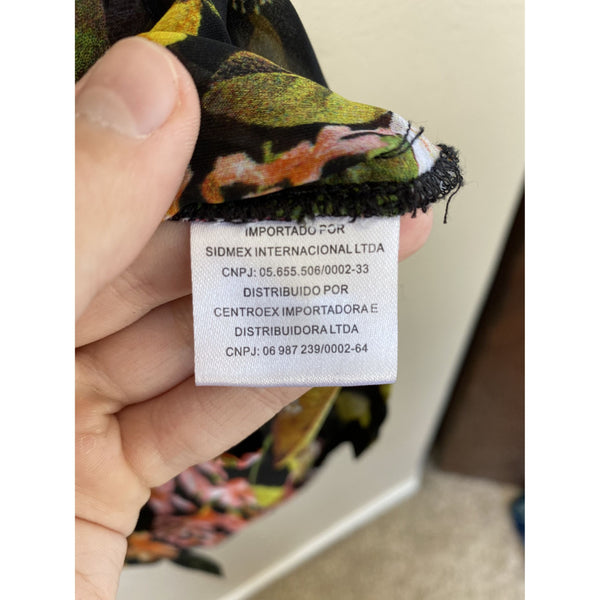 IMPORTADO POR
SIDMEX INTERNACIONAL LTDA
CNPJ: 05.655.506/0002-33
DISTRIBUIDO POR
CENTROEX IMPORTADORA E
DISTRIBUIDORA LTDA
CNPJ: 06 987 239/0002-64